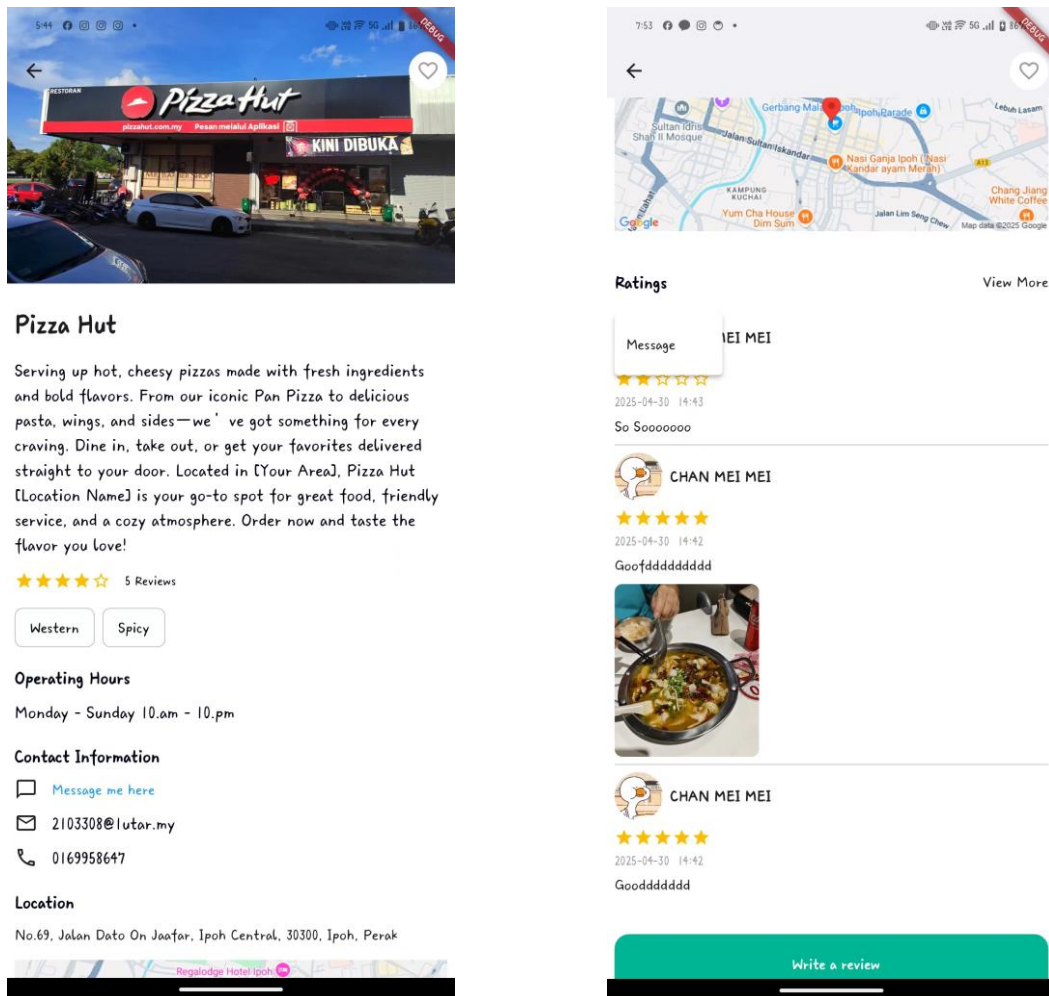 5:44
5G
DEBUG
RESTORAN
Pizza Hut
pizzahut.com.my Pesan melalui Aplikasi
KINI DIBUKA
Pizza Hut
Serving up hot, cheesy pizzas made with fresh ingredients
and bold flavors. From our iconic Pan Pizza to delicious
pasta, wings, and sides—we've got something for every
craving. Dine in, take out, or get your favorites delivered
straight to your door. Located in [Your Area], Pizza Hut
[Location Name] is your go-to spot for great food, friendly
service, and a cozy atmosphere. Order now and taste the
flavor you love!
5 Reviews
Western Spicy
Operating Hours
Monday - Sunday 10.am - 10.pm
Contact Information
Message me here
2103308@1utar.my
0169958647
Location
No.69, Jalan Dato On Jaafar, Ipoh Central, 30300, Ipoh, Perak
Regalodge Hotel Ipoh
7:53
5G
DEBUG
Gerbang Malam Ipoh
Ipoh Parade
Lebuh Lasam
Sultan Idris
Shah II Mosque
Jalan Sultan Iskandar
Nasi Ganja Ipoh ( Nasi
Kandar ayam Merah)
A13
KAMPUNG
KUCHAI
Chang Jiang
White Coffee
Yum Cha House
Dim Sum
Jalan Lim Seng Chew
Google
Map data ©2025 Google
Ratings View More
Message
MEI MEI
2025-04-30 14:43
So Sooooooo
CHAN MEI MEI
2025-04-30 14:42
Goofddddddddd
CHAN MEI MEI
2025-04-30 14:42
Gooddddddd
Write a review